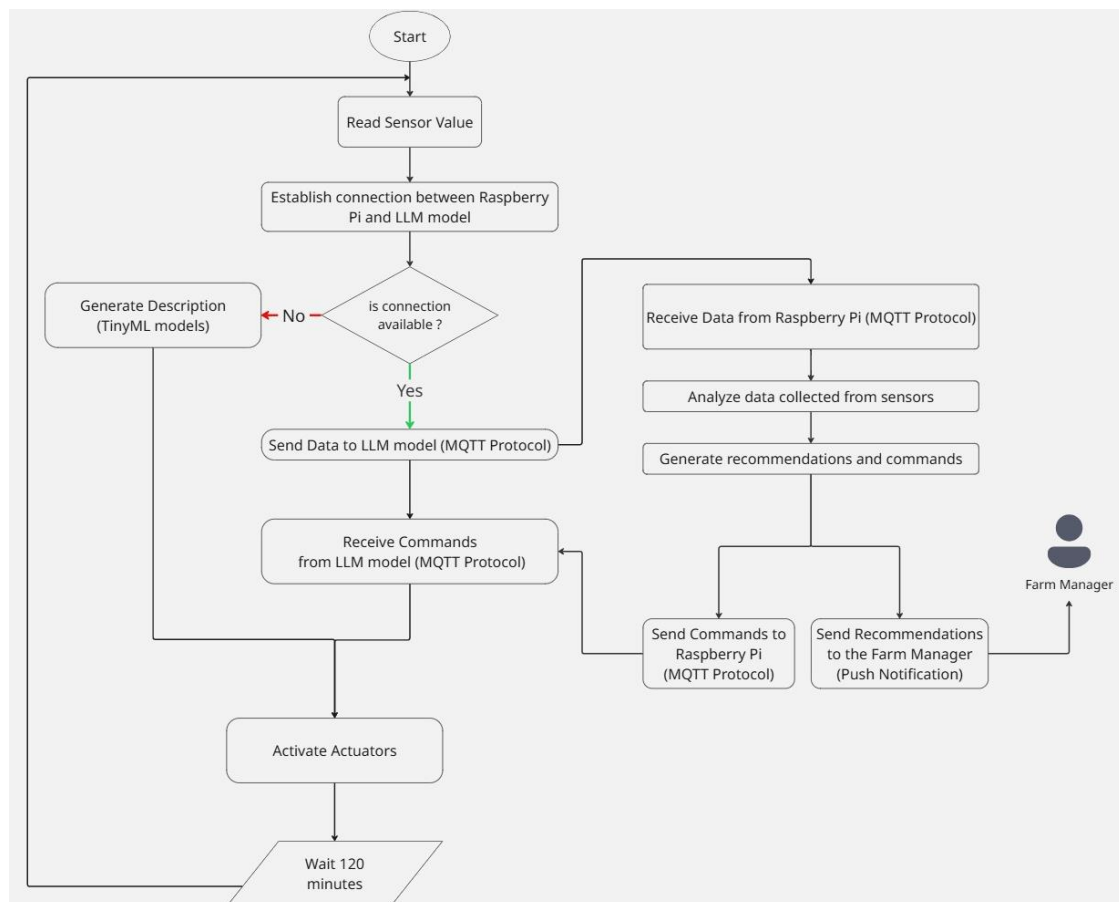 Start
Read Sensor Value
Establish connection between Raspberry
Pi and LLM model
is connection
available ?
No
Generate Description
(TinyML models)
Yes
Send Data to LLM model (MQTT Protocol)
Receive Commands
from LLM model (MQTT Protocol)
Receive Data from Raspberry Pi (MQTT Protocol)
Analyze data collected from sensors
Generate recommendations and commands
Send Commands to
Raspberry Pi
(MQTT Protocol)
Send Recommendations
to the Farm Manager
(Push Notification)
Farm Manager
Activate Actuators
Wait 120
minutes